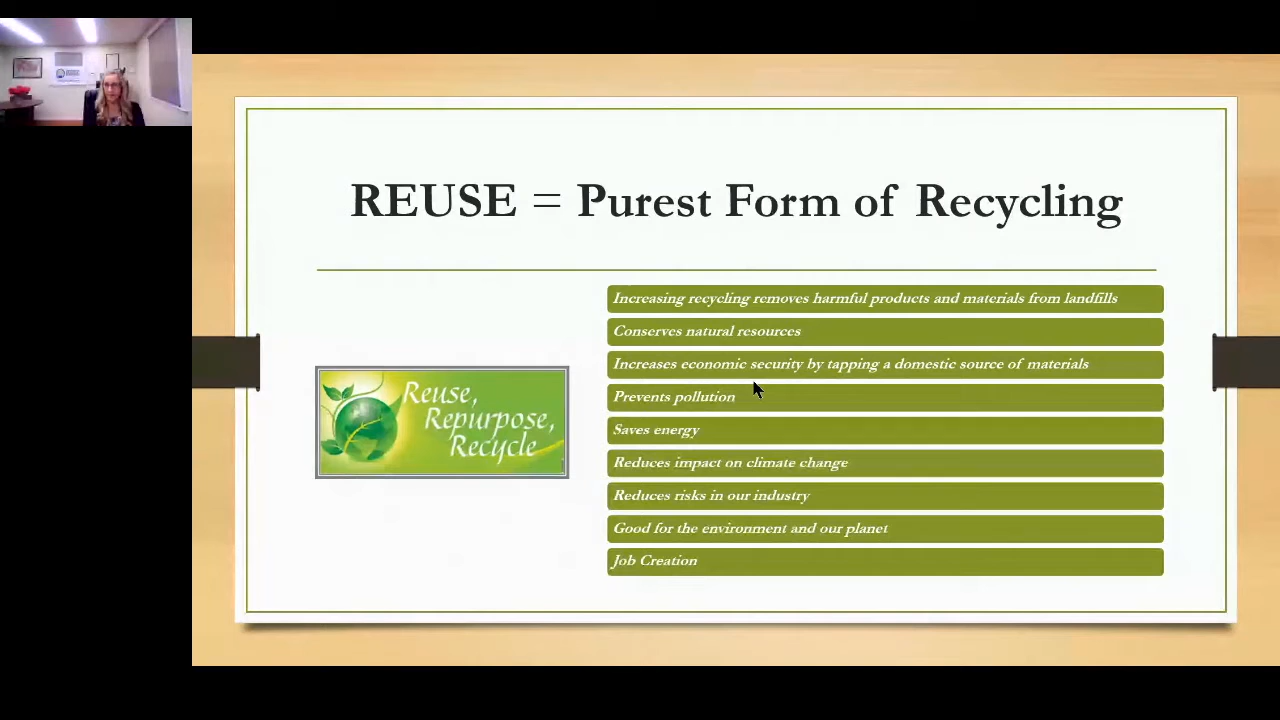 REUSE = Purest Form of Recycling
Increasing recycling removes harmful products and materials from landfills
Conserves natural resources
Increases economic security by tapping a domestic source of materials
Prevents pollution
Saves energy
Reduces impact on climate change
Reduces risks in our industry
Good for the environment and our planet
Job Creation
Reuse,
Repurpose,
Recycle